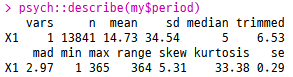 > psych::describe(my$period)
vars n mean sd median trimmed
X1 1 13841 14.73 34.54 5 6.53
mad min max range skew kurtosis se
X1 2.97 1 365 364 5.31 33.38 0.29